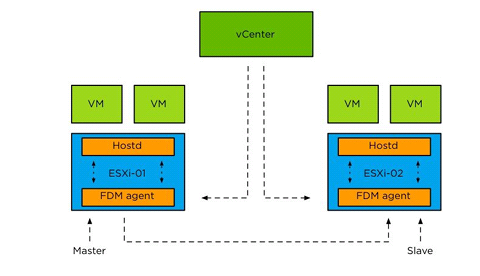 vCenter
VM VM VM VM
Hostd Hostd
ESXi-01 ESXi-02
FDM agent FDM agent
Master Slave